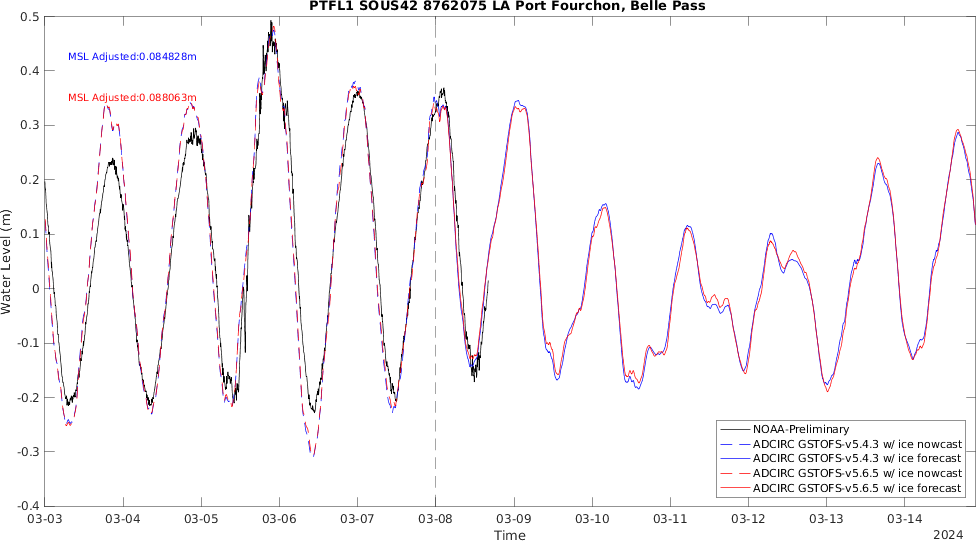 PTFL1 SOUS42 8762075 LA Port Fourchon, Belle Pass
MSL Adjusted:0.084828m
MSL Adjusted:0.088063m
Water Level (m)
0.5
0.4
0.3
0.2
0.1
0
-0.1
-0.2
-0.3
-0.4
NOAA-Preliminary
ADCIRC GSTOFS-v5.4.3 w/ ice nowcast
ADCIRC GSTOFS-v5.4.3 w/ ice forecast
ADCIRC GSTOFS-v5.6.5 w/ ice nowcast
ADCIRC GSTOFS-v5.6.5 w/ ice forecast
03-03 03-04 03-05 03-06 03-07 03-08 03-09 03-10 03-11 03-12 03-13 03-14
Time
2024